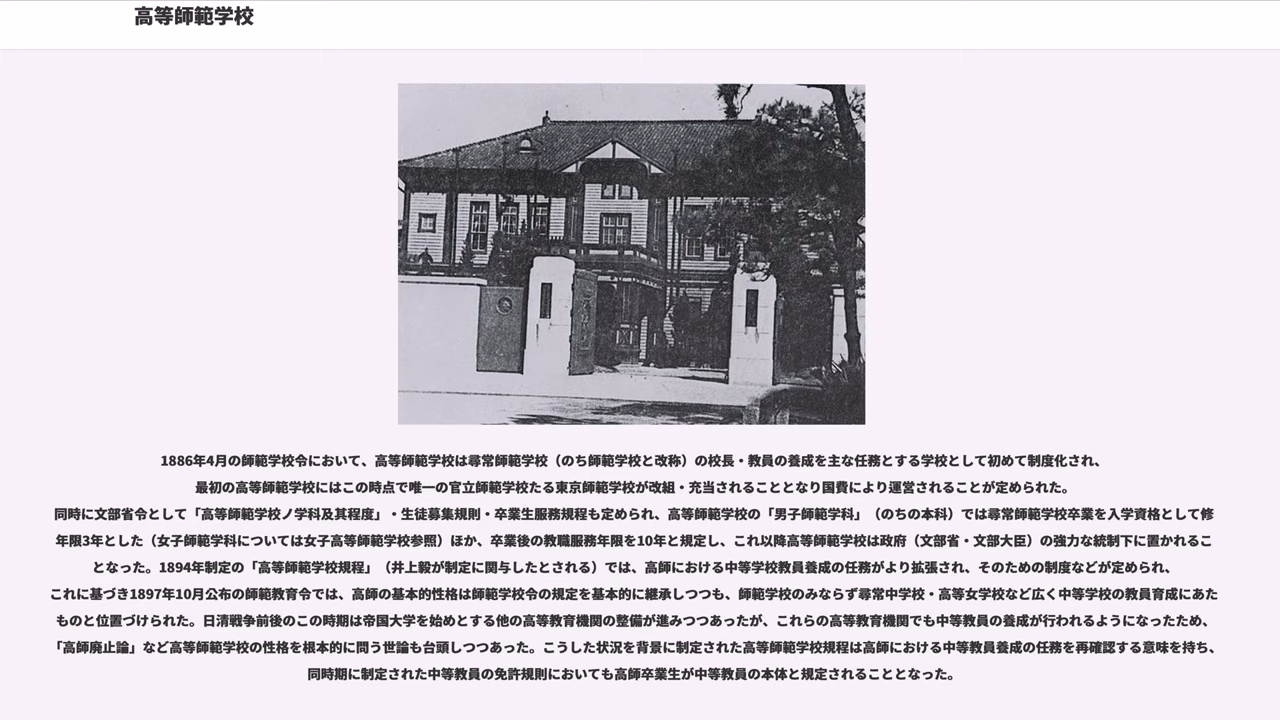 高等師範学校
1886年4月の師範学校令において、高等師範学校は尋常師範学校（のち師範学校と改称）の校長・教員の養成を主な任務とする学校として初めて制度化され、
最初の高等師範学校にはこの時点で唯一の官立師範学校たる東京師範学校が改組・充当されることとなり国費により運営されることが定められた。
同時に文部省令として「高等師範学校ノ学科及其程度」・生徒募集規則・卒業生服務規程も定められ、高等師範学校の「男子師範学科」（のちの本科）では尋常師範学校卒業を入学資格として修
年限3年とした（女子師範学科については女子高等師範学校参照）ほか、卒業後の教職服務年限を10年と規定し、これ以降高等師範学校は政府（文部省・文部大臣）の強力な統制下に置かれるこ
となった。1894年制定の「高等師範学校規程」（井上毅が制定に関与したとされる）では、高師における中等学校教員養成の任務がより拡張され、そのための制度などが定められ、
これに基づき1897年10月公布の師範教育令では、高師の基本的性格は師範学校令の規定を基本的に継承しつつも、師範学校のみならず尋常中学校・高等女学校など広く中等学校の教員育成にあた
ものと位置づけられた。日清戦争前後のこの時期は帝国大学を始めとする他の高等教育機関の整備が進みつつあったが、これらの高等教育機関でも中等教員の養成が行われるようになったため、
「高師廃止論」など高等師範学校の性格を根本的に問う世論も台頭しつつあった。こうした状況を背景に制定された高等師範学校規程は高師における中等教員養成の任務を再確認する意味を持ち、
同時期に制定された中等教員の免許規則においても高師卒業生が中等教員の本体と規定されることとなった。